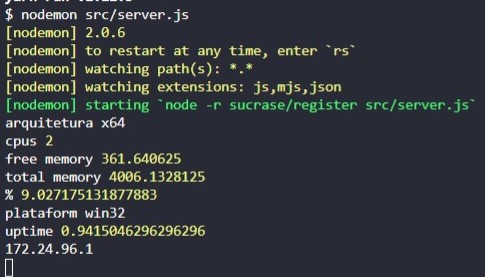 $ nodemon src/server.js
[nodemon] 2.0.6
[nodemon] to restart at any time, enter `rs`
[nodemon] watching path(s): *.*
[nodemon] watching extensions: js,mjs,json
[nodemon] starting `node -r sucrase/register src/server.js`
arquitetura x64
cpus 2
free memory 361.640625
total memory 4006.1328125
% 9.027175131877883
plataform win32
uptime 0.9415046296296296
172.24.96.1